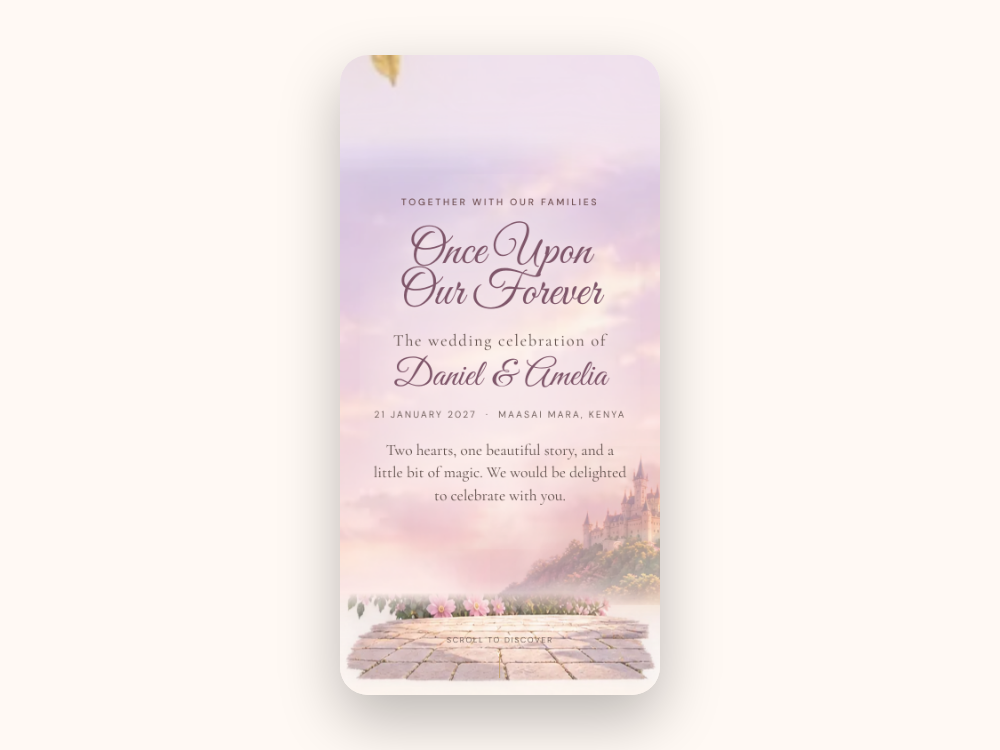 TOGETHER WITH OUR FAMILIES
Once Upon
Our Forever
The wedding celebration of
Daniel & Amelia
21 JANUARY 2027 · MAASAI MARA, KENYA
Two hearts, one beautiful story, and a
little bit of magic. We would be delighted
to celebrate with you.
SCROLL TO DISCOVER